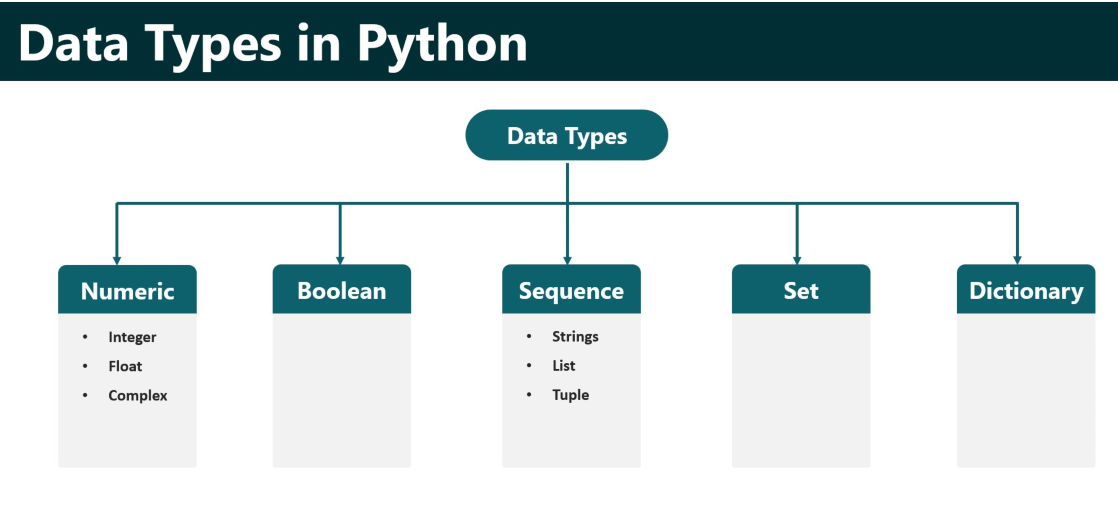 Data Types in Python
Data Types
Numeric
• Integer
• Float
• Complex
Boolean
Sequence
• Strings
• List
• Tuple
Set
Dictionary